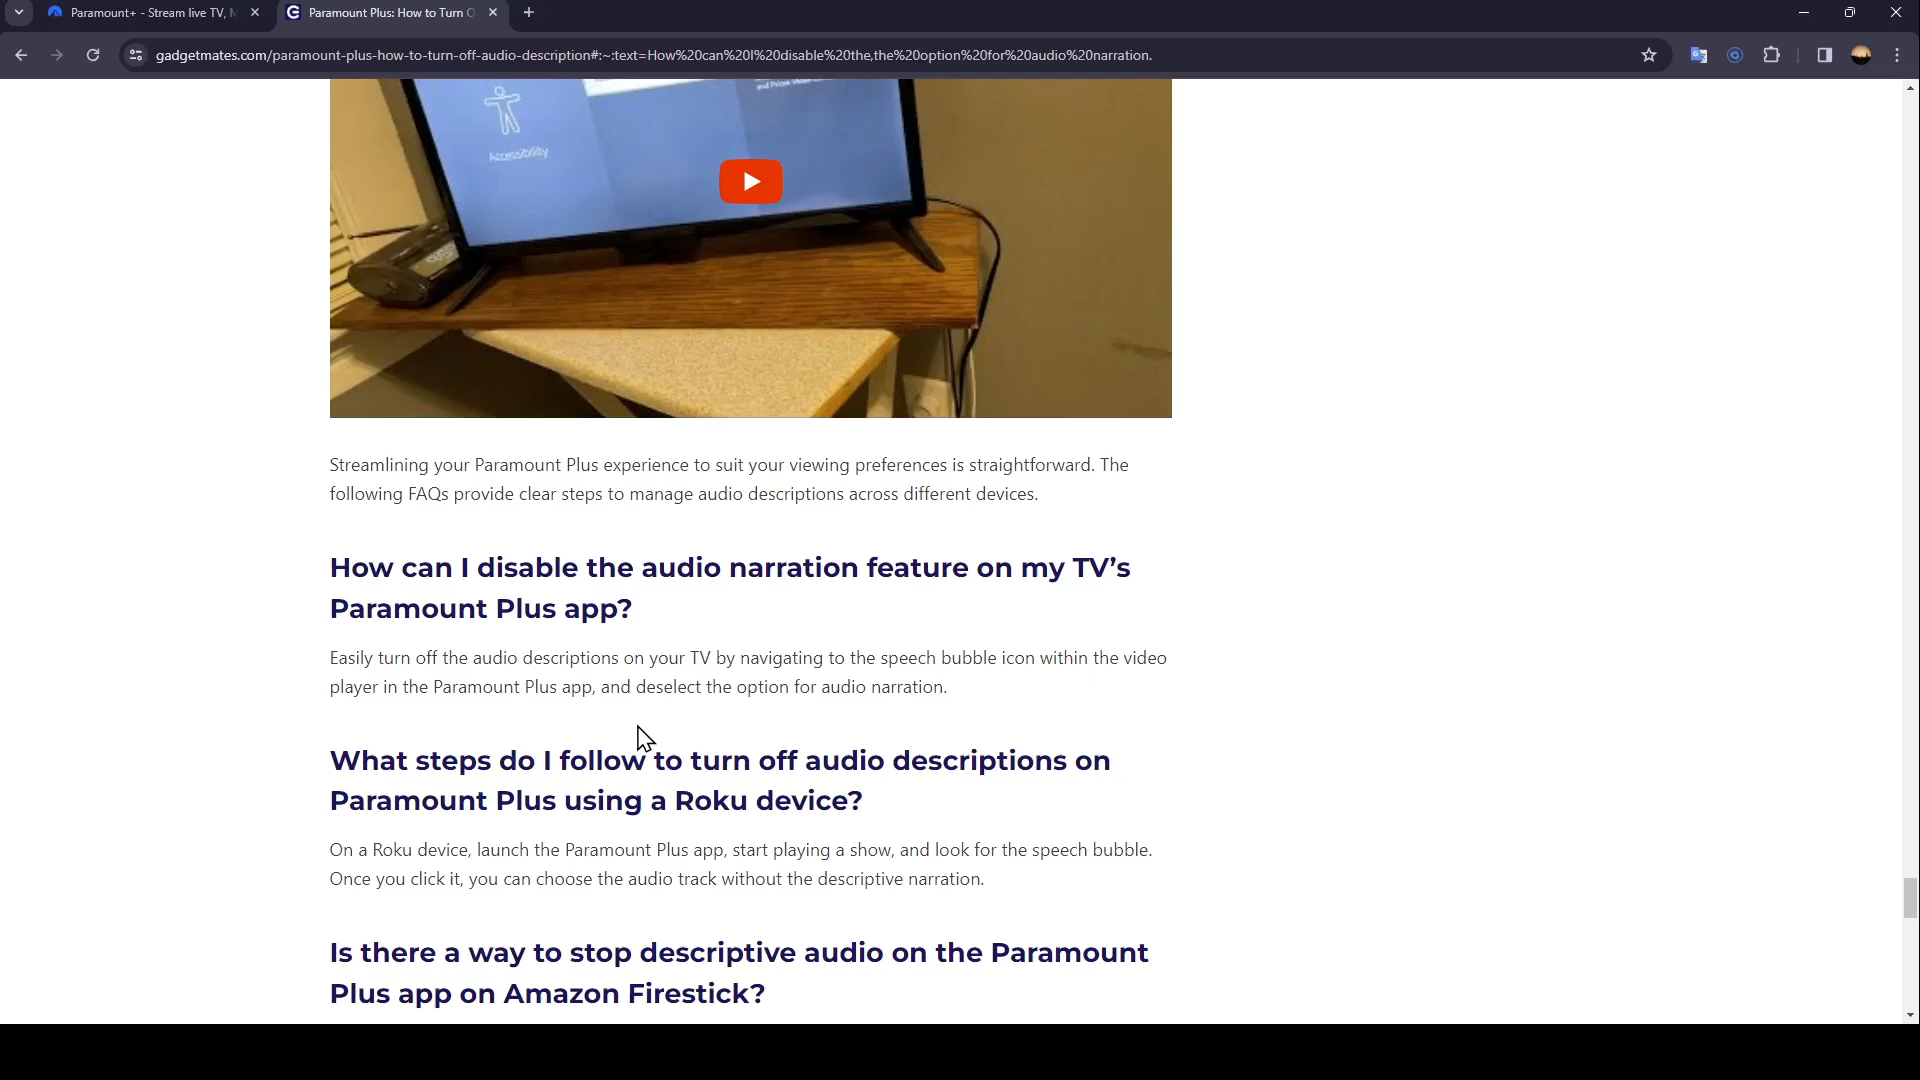 Paramount+ - Stream live TV, M
Paramount Plus: How to Turn O
gadgetmates.com/paramount-plus-how-to-turn-off-audio-description#:~:text=How%20can%20I%20disable%20the,the%20option%20for%20audio%20narration.
Accessibility
Streamlining your Paramount Plus experience to suit your viewing preferences is straightforward. The
following FAQs provide clear steps to manage audio descriptions across different devices.
How can I disable the audio narration feature on my TV’s
Paramount Plus app?
Easily turn off the audio descriptions on your TV by navigating to the speech bubble icon within the video
player in the Paramount Plus app, and deselect the option for audio narration.
What steps do I follow to turn off audio descriptions on
Paramount Plus using a Roku device?
On a Roku device, launch the Paramount Plus app, start playing a show, and look for the speech bubble.
Once you click it, you can choose the audio track without the descriptive narration.
Is there a way to stop descriptive audio on the Paramount
Plus app on Amazon Firestick?